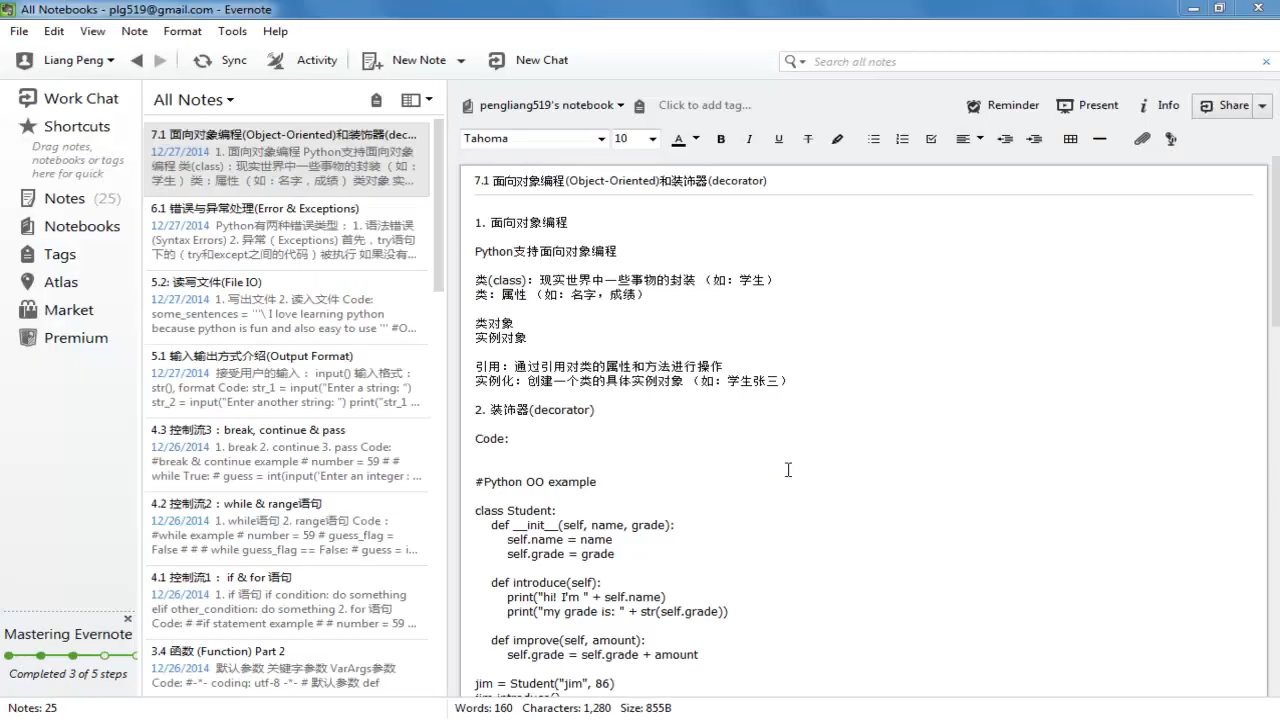 All Notebooks - plg519@gmail.com - Evernote
File Edit View Note Format Tools Help
Liang Peng Sync Activity New Note New Chat Search all notes
Work Chat
Shortcuts
Drag notes,
notebooks or tags
here for quick
Notes (25)
Notebooks
Tags
Atlas
Market
Premium
Mastering Evernote
Completed 3 of 5 steps
All Notes
7.1 面向对象编程(Object-Oriented)和装饰器(dec...
12/27/2014 1. 面向对象编程 Python支持面向对象
编程 类(class)：现实世界中一些事物的封装（如：
学生） 类：属性（如：名字，成绩） 类对象 实...
6.1 错误与异常处理(Error & Exceptions)
12/27/2014 Python有两种错误类型： 1. 语法错误
(Syntax Errors) 2. 异常（Exceptions) 首先，try语句
下的（try和except之间的代码）被执行 如果没有...
5.2: 读写文件(File IO)
12/27/2014 1. 写出文件 2. 读入文件 Code:
some_sentences = '''\ I love learning python
because python is fun and also easy to use ''' #O...
5.1 输入输出方式介绍(Output Format)
12/27/2014 接受用户的输入： input() 输入格式：
str(), format Code: str_1 = input("Enter a string: ")
str_2 = input("Enter another string: ") print("str_1 ...
4.3 控制流3：break, continue & pass
12/26/2014 1. break 2. continue 3. pass Code:
#break & continue example # number = 59 # #
while True: # guess = int(input('Enter an integer : ...
4.2 控制流2：while & range语句
12/26/2014 1. while语句 2. range语句 Code：
#while example # number = 59 # guess_flag =
False # # # while guess_flag == False: # guess = i...
4.1 控制流1： if & for 语句
12/26/2014 1. if 语句 if condition: do something
elif other_condition: do something 2. for 语句
Code: # #if statement example # # number = 59 ...
3.4 函数 (Function) Part 2
12/26/2014 默认参数 关键字参数 VarArgs参数
Code: #-*- coding: utf-8 -*- # 默认参数 def
pengliang519's notebook Click to add tag... Reminder Present Info Share
Tahoma 10 A B I U T
7.1 面向对象编程(Object-Oriented)和装饰器(decorator)
1. 面向对象编程
Python支持面向对象编程
类(class)：现实世界中一些事物的封装 （如：学生）
类：属性 （如：名字，成绩）
类对象
实例对象
引用：通过引用对类的属性和方法进行操作
实例化：创建一个类的具体实例对象 （如：学生张三）
2. 装饰器(decorator)
Code:
#Python OO example
class Student:
def __init__(self, name, grade):
self.name = name
self.grade = grade
def introduce(self):
print("hi! I'm " + self.name)
print("my grade is: " + str(self.grade))
def improve(self, amount):
self.grade = self.grade + amount
jim = Student("jim", 86)
jim.introduce()
Notes: 25 Words: 160 Characters: 1,280 Size: 855B